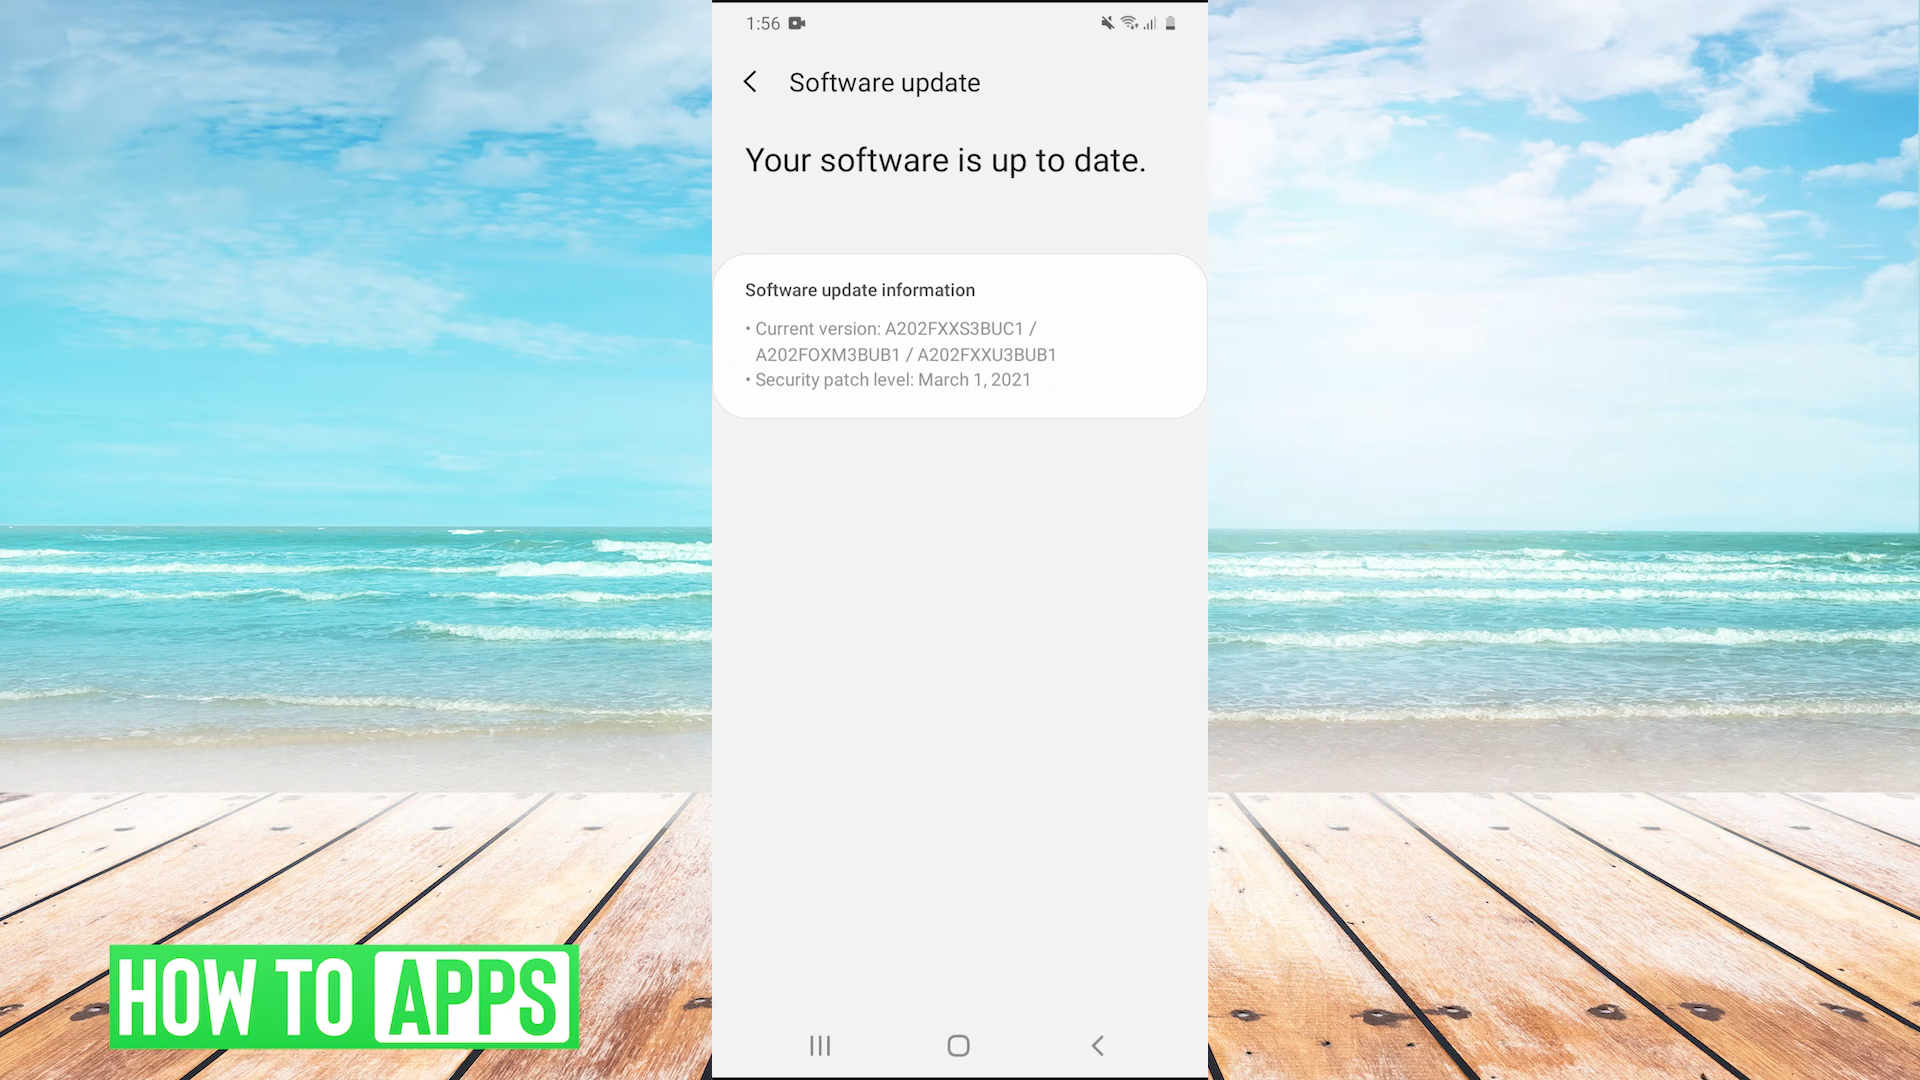 1:56
Software update
Your software is up to date.
Software update information
• Current version: A202FXXS3BUC1 /
A202FOXM3BUB1 / A202FXXU3BUB1
• Security patch level: March 1, 2021
HOW TO APPS